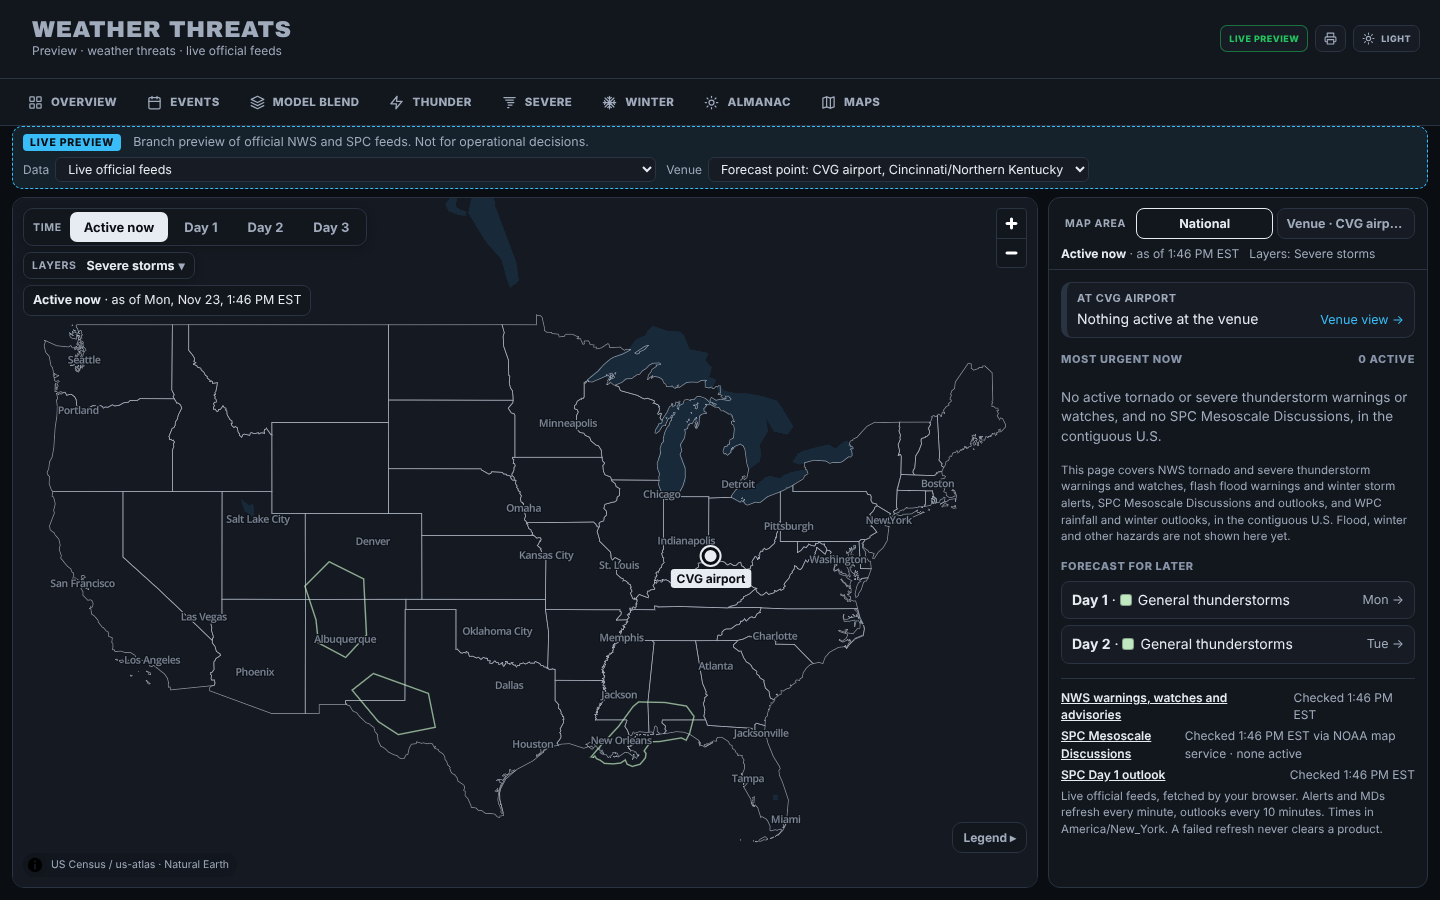 WEATHER THREATS
Preview · weather threats · live official feeds
LIVE PREVIEW
LIGHT
OVERVIEW
EVENTS
MODEL BLEND
THUNDER
SEVERE
WINTER
ALMANAC
MAPS
LIVE PREVIEW Branch preview of official NWS and SPC feeds. Not for operational decisions.
Data Live official feeds Venue Forecast point: CVG airport, Cincinnati/Northern Kentucky
TIME Active now Day 1 Day 2 Day 3
LAYERS Severe storms ▾
Active now · as of Mon, Nov 23, 1:46 PM EST
+
−
Seattle
Portland
Minneapolis
Boston
Detroit
Chicago
Omaha
Salt Lake City
New York
Pittsburgh
Denver
Indianapolis
Kansas City
Washington
St. Louis
CVG airport
San Francisco
Las Vegas
Oklahoma City
Albuquerque
Memphis
Charlotte
Los Angeles
Phoenix
Atlanta
Dallas
Jackson
Jacksonville
New Orleans
Houston
Tampa
Miami
Legend ▸
US Census / us-atlas · Natural Earth
MAP AREA National Venue · CVG airp...
Active now · as of 1:46 PM EST Layers: Severe storms
AT CVG AIRPORT
Nothing active at the venue Venue view →
MOST URGENT NOW 0 ACTIVE
No active tornado or severe thunderstorm warnings or
watches, and no SPC Mesoscale Discussions, in the
contiguous U.S.
This page covers NWS tornado and severe thunderstorm
warnings and watches, flash flood warnings and winter storm
alerts, SPC Mesoscale Discussions and outlooks, and WPC
rainfall and winter outlooks, in the contiguous U.S. Flood, winter
and other hazards are not shown here yet.
FORECAST FOR LATER
Day 1 · General thunderstorms Mon →
Day 2 · General thunderstorms Tue →
NWS warnings, watches and
advisories
Checked 1:46 PM
EST
SPC Mesoscale
Discussions
Checked 1:46 PM EST via NOAA map
service · none active
SPC Day 1 outlook Checked 1:46 PM EST
Live official feeds, fetched by your browser. Alerts and MDs
refresh every minute, outlooks every 10 minutes. Times in
America/New_York. A failed refresh never clears a product.